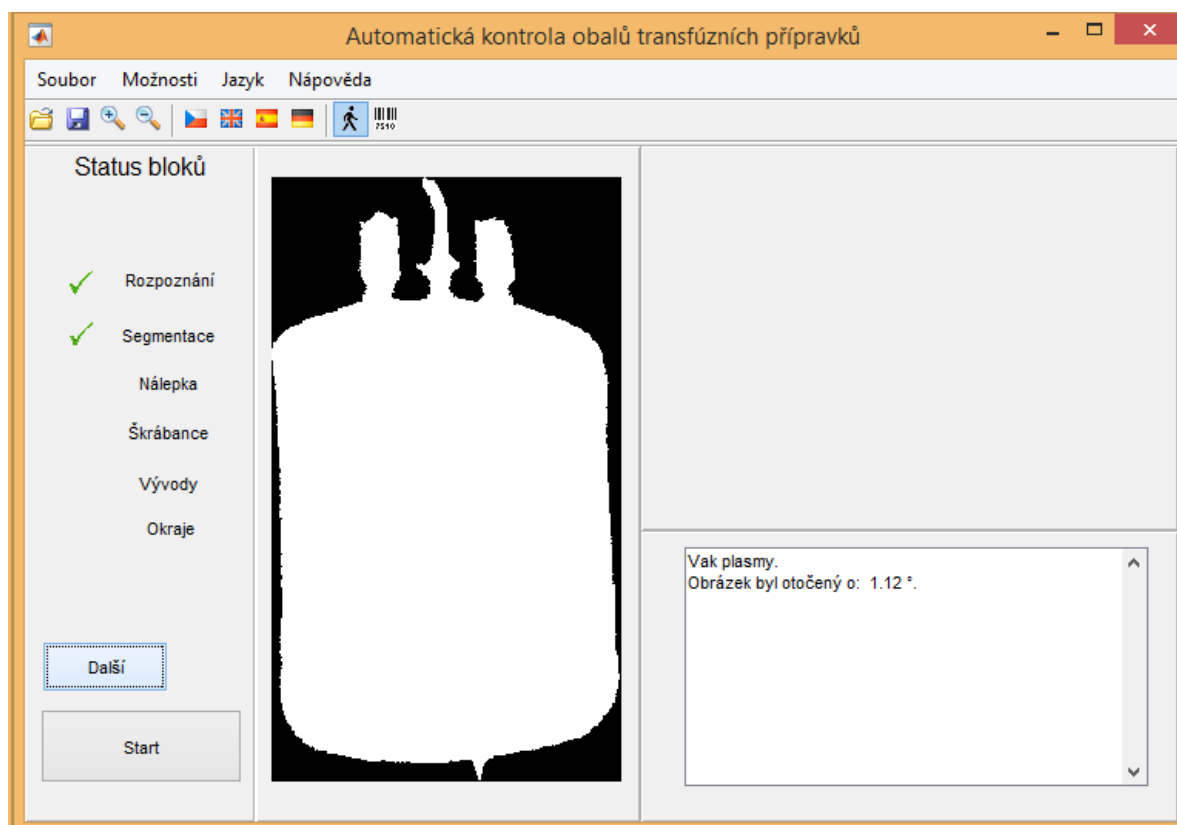 Automatická kontrola obalů transfúzních přípravků
Soubor Možnosti Jazyk Nápověda
7510
Status bloků
Rozpoznání
Segmentace
Nálepka
Škrábance
Vývody
Okraje
Další
Start
Vak plasmy.
Obrázek byl otočený o: 1.12 °.